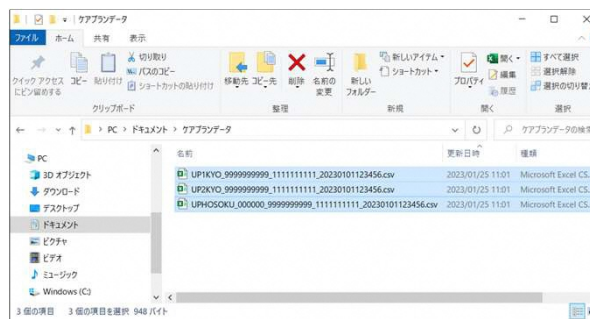 ケアプランデータ
ファイル ホーム 共有 表示
クイック アクセスにピン留めする
コピー
貼り付け
切り取り
パスのコピー
ショートカットの貼り付け
クリップボード
移動先
コピー先
削除
名前の変更
整理
新しいフォルダー
新しいアイテム
ショートカット
新規
プロパティ
開く
編集
履歴
開く
すべて選択
選択解除
選択の切り替え
選択
PC > ドキュメント > ケアプランデータ
ケアプランデータの検索
PC
3D オブジェクト
ダウンロード
デスクトップ
ドキュメント
ピクチャ
ビデオ
ミュージック
Windows (C:)
名前 更新日時 種類
UP1KYO_9999999999_1111111111_20230101123456.csv 2023/01/25 11:01 Microsoft Excel CS...
UP2KYO_9999999999_1111111111_20230101123456.csv 2023/01/25 11:01 Microsoft Excel CS...
UPHOSOKU_000000_9999999999_1111111111_20230101123456.csv 2023/01/25 11:01 Microsoft Excel CS...
3 個の項目 3 個の項目を選択 948 バイト